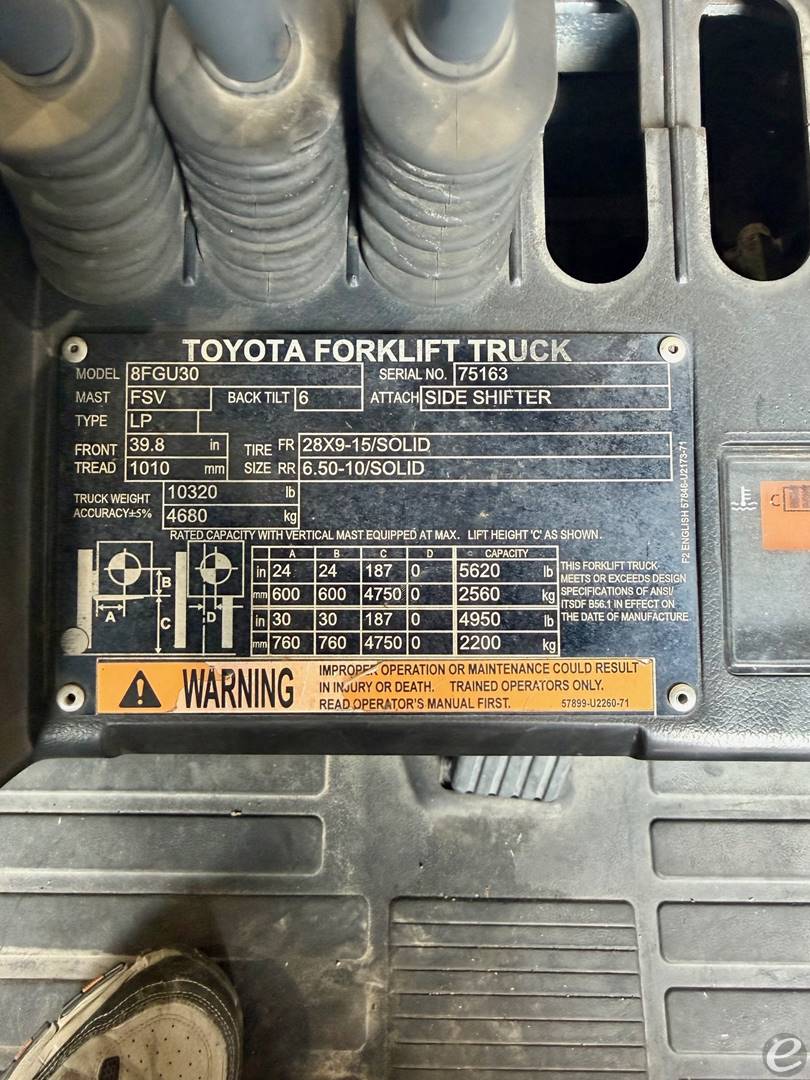 TOYOTA FORKLIFT TRUCK
MODEL 8FGU30 SERIAL NO. 75163
MAST FSV BACK TILT 6 ATTACH SIDE SHIFTER
TYPE LP
FRONT TREAD 39.8 in TIRE SIZE FR 28X9-15/SOLID
1010 mm RR 6.50-10/SOLID
TRUCK WEIGHT 10320 lb
ACCURACY±5% 4680 kg
RATED CAPACITY WITH VERTICAL MAST EQUIPPED AT MAX. LIFT HEIGHT 'C' AS SHOWN.
A B C D CAPACITY
in 24 24 187 0 5620 lb
mm 600 600 4750 0 2560 kg
in 30 30 187 0 4950 lb
mm 760 760 4750 0 2200 kg
A B C D
THIS FORKLIFT TRUCK
MEETS OR EXCEEDS DESIGN
SPECIFICATIONS OF ANSI/
ITSDF B56.1 IN EFFECT ON
THE DATE OF MANUFACTURE.
F2 ENGLISH 57846-U2173-71
WARNING
IMPROPER OPERATION OR MAINTENANCE COULD RESULT
IN INJURY OR DEATH. TRAINED OPERATORS ONLY.
READ OPERATOR'S MANUAL FIRST. 57899-U2260-71
C
e